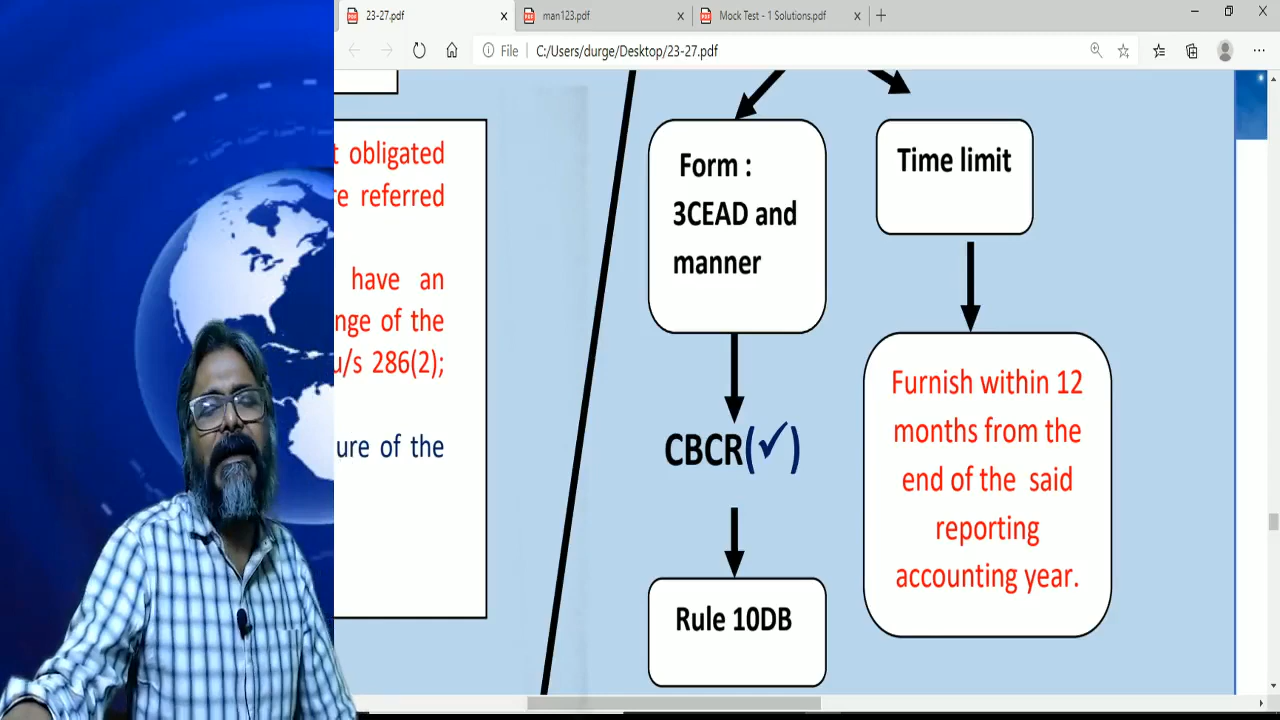 23-27.pdf
man123.pdf
Mock Test - 1 Solutions.pdf
File
C:/Users/durge/Desktop/23-27.pdf
obligated
referred
have an
of the
u/s 286(2);
of the
Form :
3CEAD and
manner
CBCR(✓)
Rule 10DB
Time limit
Furnish within 12
months from the
end of the said
reporting
accounting year.